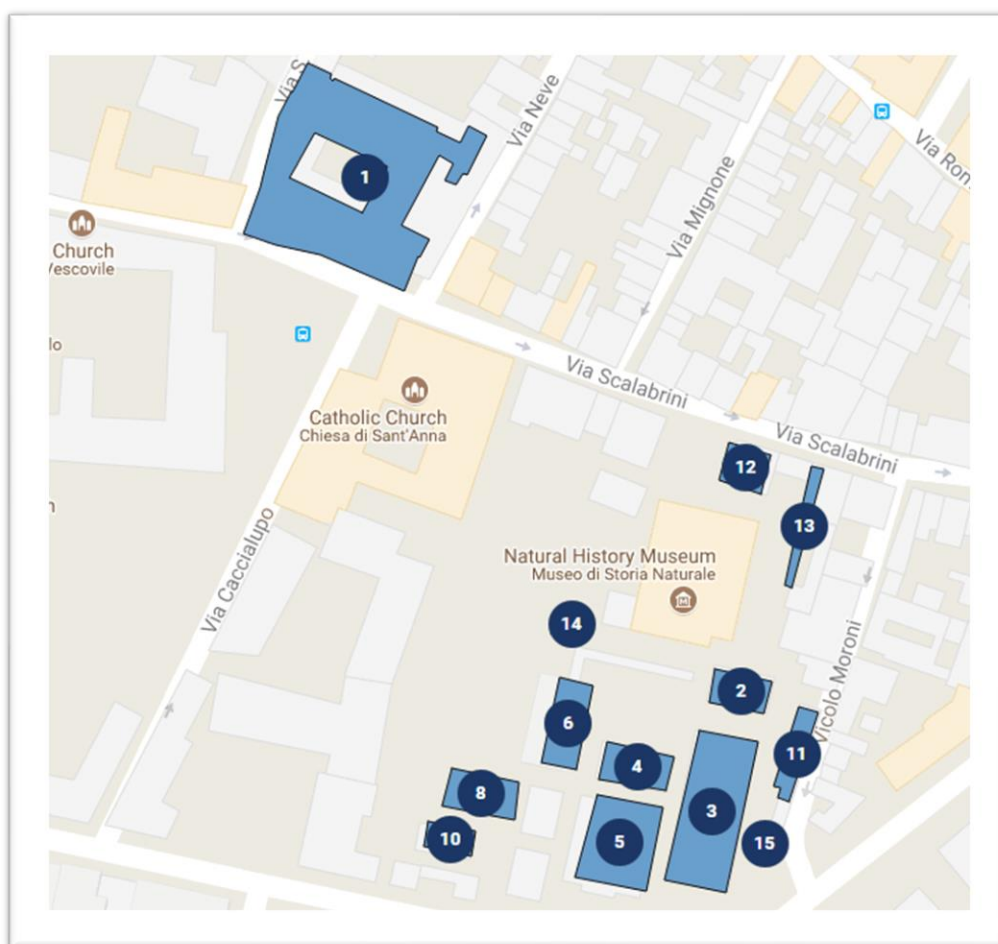 Via S
1
Via Neve
Via Rom
Via Mignone
Church
Vescovile
lo
Via Scalabrini
Catholic Church
Chiesa di Sant'Anna
Via Scalabrini
12
13
Via Caccialupo
Natural History Museum
Museo di Storia Naturale
14
Vicolo Moroni
2
6
11
4
8
3
10
5
15